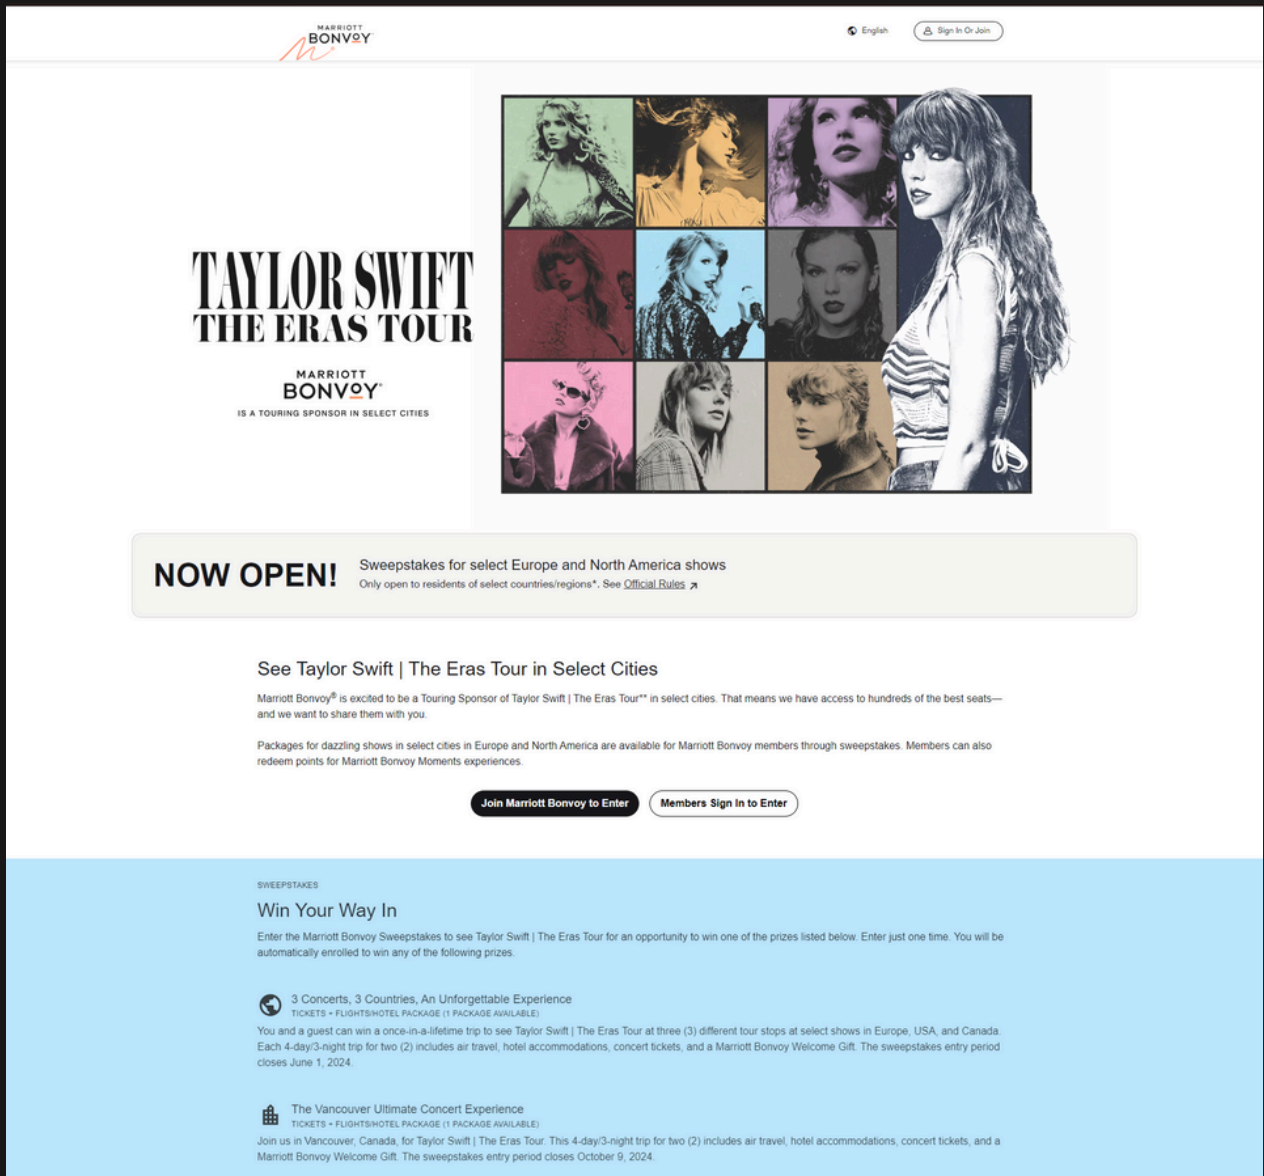 MARRIOTT
BONVOY
English
Sign In Or Join
TAYLOR SWIFT
THE ERAS TOUR
MARRIOTT
BONVOY®
IS A TOURING SPONSOR IN SELECT CITIES
NOW OPEN!
Sweepstakes for select Europe and North America shows
Only open to residents of select countries/regions*. See Official Rules
See Taylor Swift | The Eras Tour in Select Cities
Marriott Bonvoy® is excited to be a Touring Sponsor of Taylor Swift | The Eras Tour** in select cities. That means we have access to hundreds of the best seats—
and we want to share them with you.
Packages for dazzling shows in select cities in Europe and North America are available for Marriott Bonvoy members through sweepstakes. Members can also
redeem points for Marriott Bonvoy Moments experiences.
Join Marriott Bonvoy to Enter
Members Sign In to Enter
SWEEPSTAKES
Win Your Way In
Enter the Marriott Bonvoy Sweepstakes to see Taylor Swift | The Eras Tour for an opportunity to win one of the prizes listed below. Enter just one time. You will be
automatically enrolled to win any of the following prizes.
3 Concerts, 3 Countries, An Unforgettable Experience
TICKETS + FLIGHTS/HOTEL PACKAGE (1 PACKAGE AVAILABLE)
You and a guest can win a once-in-a-lifetime trip to see Taylor Swift | The Eras Tour at three (3) different tour stops at select shows in Europe, USA, and Canada.
Each 4-day/3-night trip for two (2) includes air travel, hotel accommodations, concert tickets, and a Marriott Bonvoy Welcome Gift. The sweepstakes entry period
closes June 1, 2024.
The Vancouver Ultimate Concert Experience
TICKETS + FLIGHTS/HOTEL PACKAGE (1 PACKAGE AVAILABLE)
Join us in Vancouver, Canada, for Taylor Swift | The Eras Tour. This 4-day/3-night trip for two (2) includes air travel, hotel accommodations, concert tickets, and a
Marriott Bonvoy Welcome Gift. The sweepstakes entry period closes October 9, 2024.